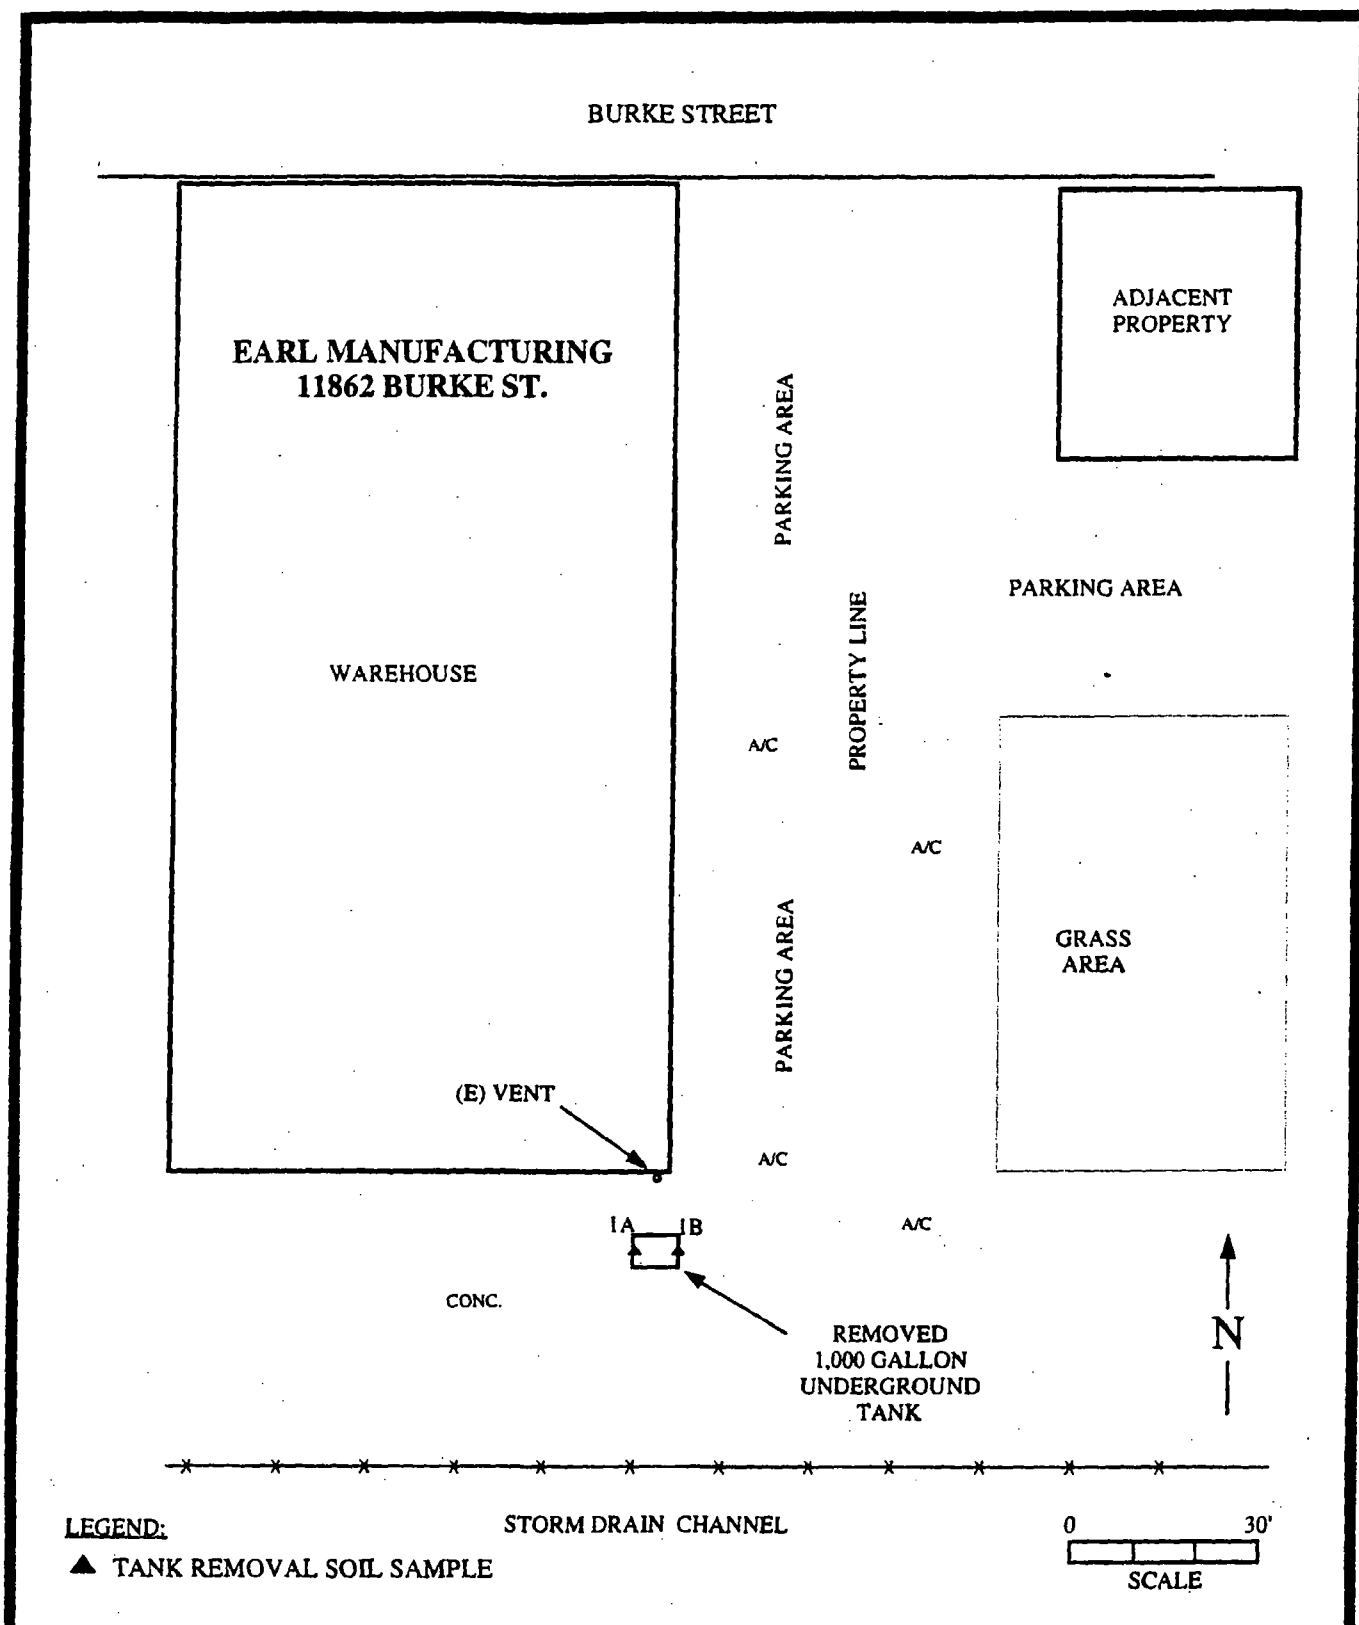 BURKE STREET
ADJACENT
PROPERTY
EARL MANUFACTURING
11862 BURKE ST.
PARKING AREA
PARKING AREA
PROPERTY LINE
WAREHOUSE
A/C
A/C
GRASS
AREA
PARKING AREA
(E) VENT
A/C
1A
1B
A/C
CONC.
REMOVED
1,000 GALLON
UNDERGROUND
TANK
N
STORM DRAIN CHANNEL
LEGEND:
TANK REMOVAL SOIL SAMPLE
0 30'
SCALE